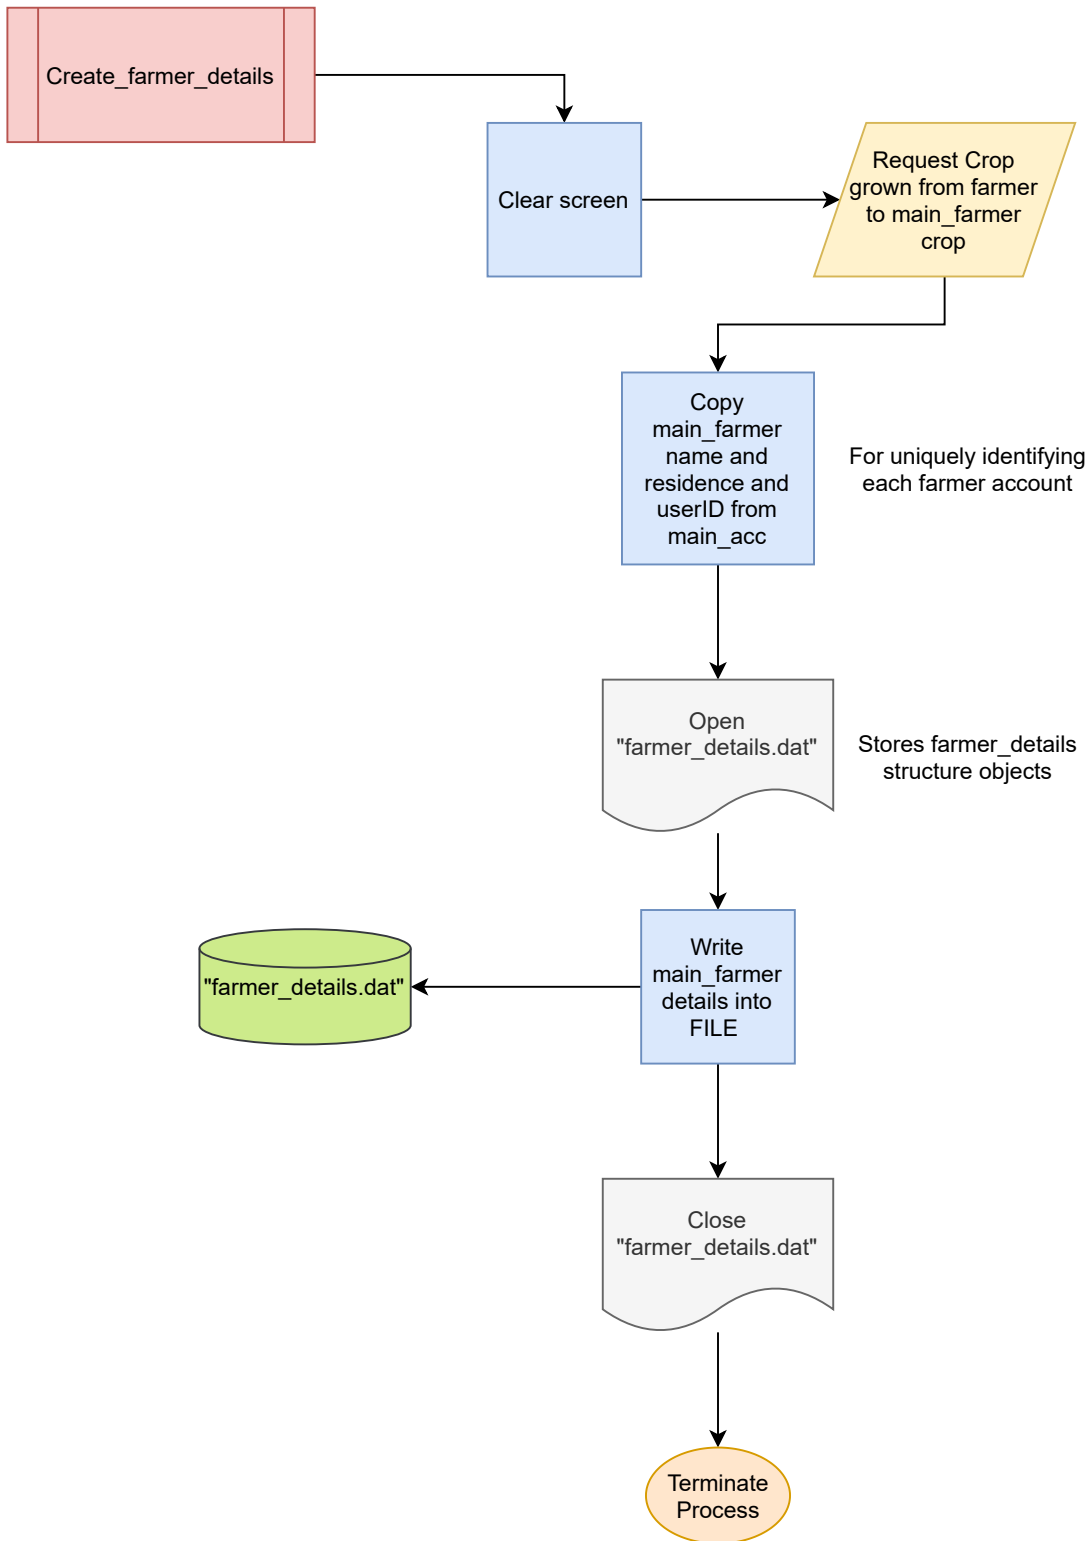 Create_farmer_details
Clear screen
Request Crop
grown from farmer
to main_farmer
crop
Copy
main_farmer
name and
residence and
userID from
main_acc
For uniquely identifying
each farmer account
Open
"farmer_details.dat"
Stores farmer_details
structure objects
Write
main_farmer
details into
FILE
"farmer_details.dat"
Close
"farmer_details.dat"
Terminate
Process